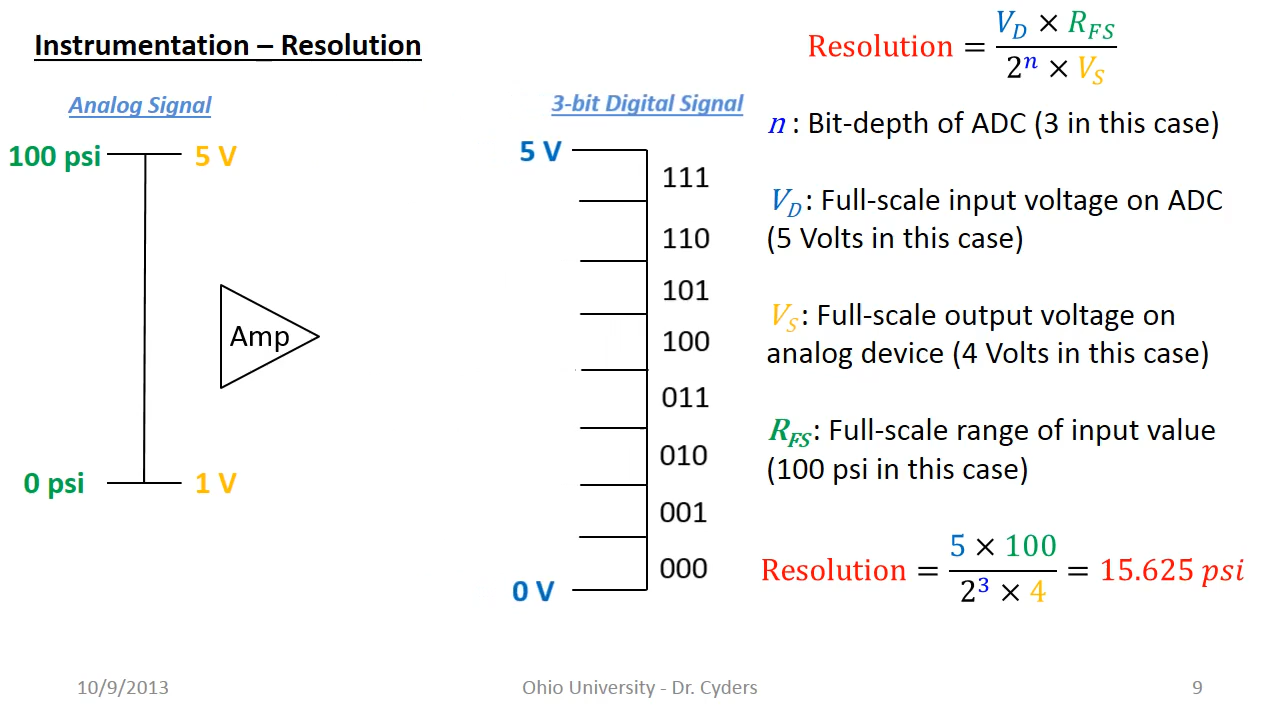 Instrumentation – Resolution
Resolution = V_D × R_FS / 2^n × V_S
Analog Signal
3-bit Digital Signal
100 psi
5 V
Amp
0 psi
1 V
5 V
111
110
101
100
011
010
001
000
0 V
n : Bit-depth of ADC (3 in this case)
V_D : Full-scale input voltage on ADC
(5 Volts in this case)
V_S : Full-scale output voltage on
analog device (4 Volts in this case)
R_FS : Full-scale range of input value
(100 psi in this case)
Resolution = 5 × 100 / 2^3 × 4 = 15.625 psi
10/9/2013
Ohio University - Dr. Cyders
9